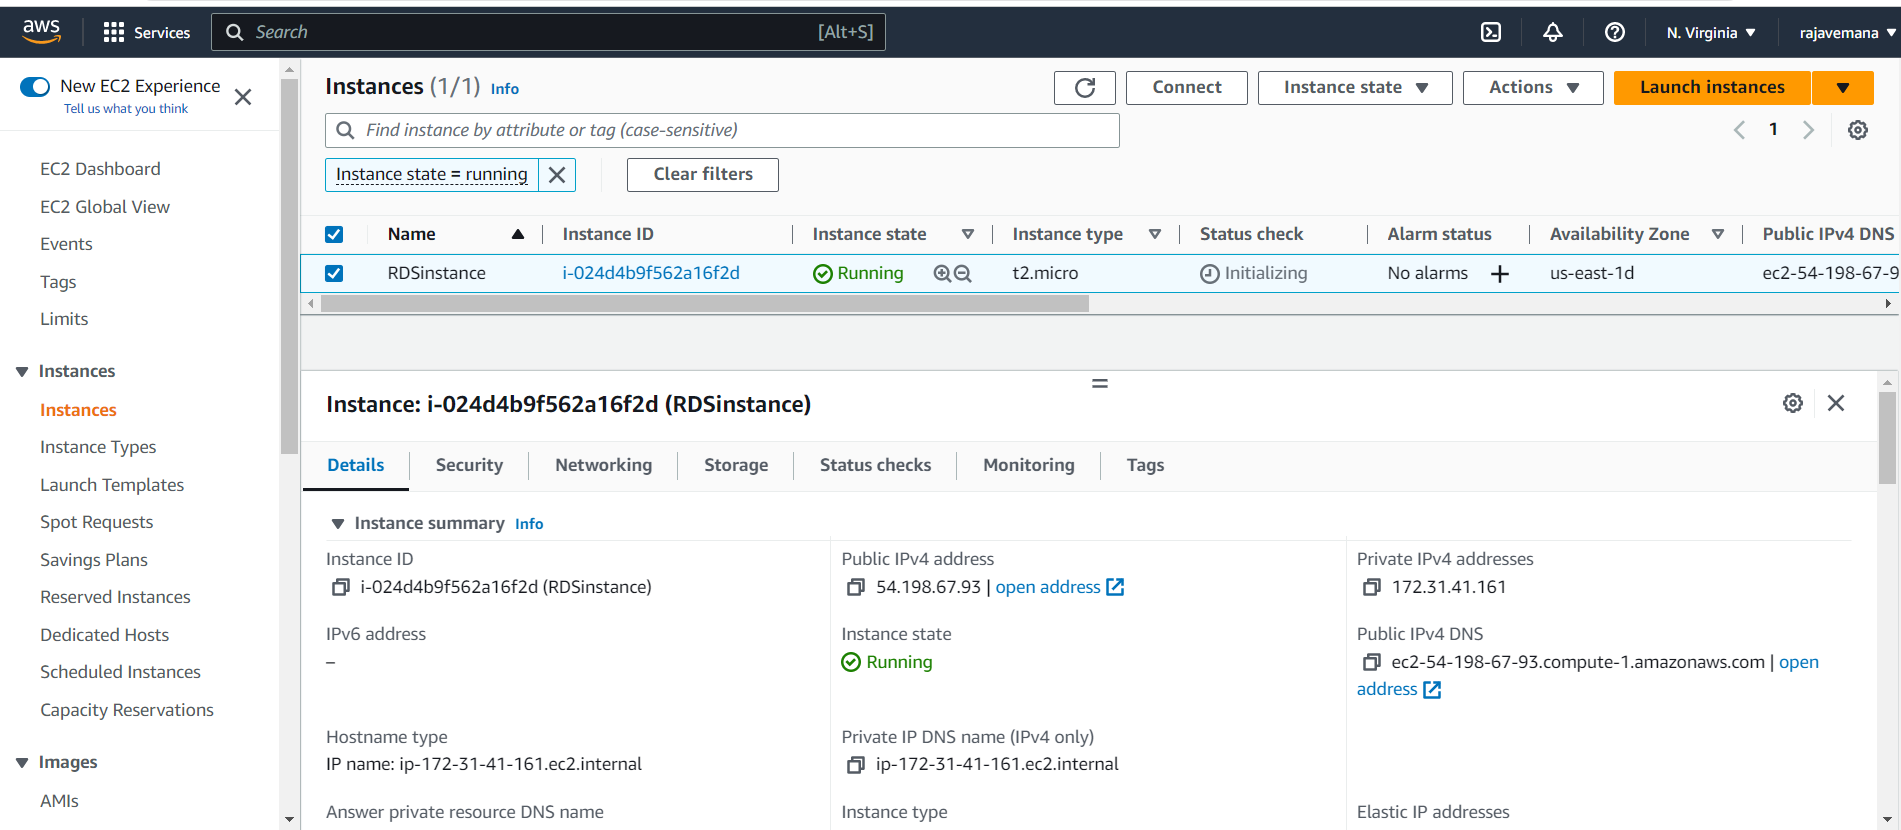 aws Services Search [Alt+S] N. Virginia ▼ rajavemana ▼
New EC2 Experience
Tell us what you think
EC2 Dashboard
EC2 Global View
Events
Tags
Limits
Instances
Instances
Instance Types
Launch Templates
Spot Requests
Savings Plans
Reserved Instances
Dedicated Hosts
Scheduled Instances
Capacity Reservations
Images
AMIs
Instances (1/1) Info
Connect Instance state Actions Launch instances
Find instance by attribute or tag (case-sensitive)
1
Instance state = running Clear filters
Name Instance ID Instance state Instance type Status check Alarm status Availability Zone Public IPv4 DNS
RDSinstance i-024d4b9f562a16f2d Running t2.micro Initializing No alarms + us-east-1d ec2-54-198-67-9
Instance: i-024d4b9f562a16f2d (RDSinstance)
Details Security Networking Storage Status checks Monitoring Tags
Instance summary Info
Instance ID
i-024d4b9f562a16f2d (RDSinstance)
Public IPv4 address
54.198.67.93 | open address
Private IPv4 addresses
172.31.41.161
IPv6 address
–
Instance state
Running
Public IPv4 DNS
ec2-54-198-67-93.compute-1.amazonaws.com | open
address
Hostname type
IP name: ip-172-31-41-161.ec2.internal
Private IP DNS name (IPv4 only)
ip-172-31-41-161.ec2.internal
Answer private resource DNS name
Instance type
Elastic IP addresses